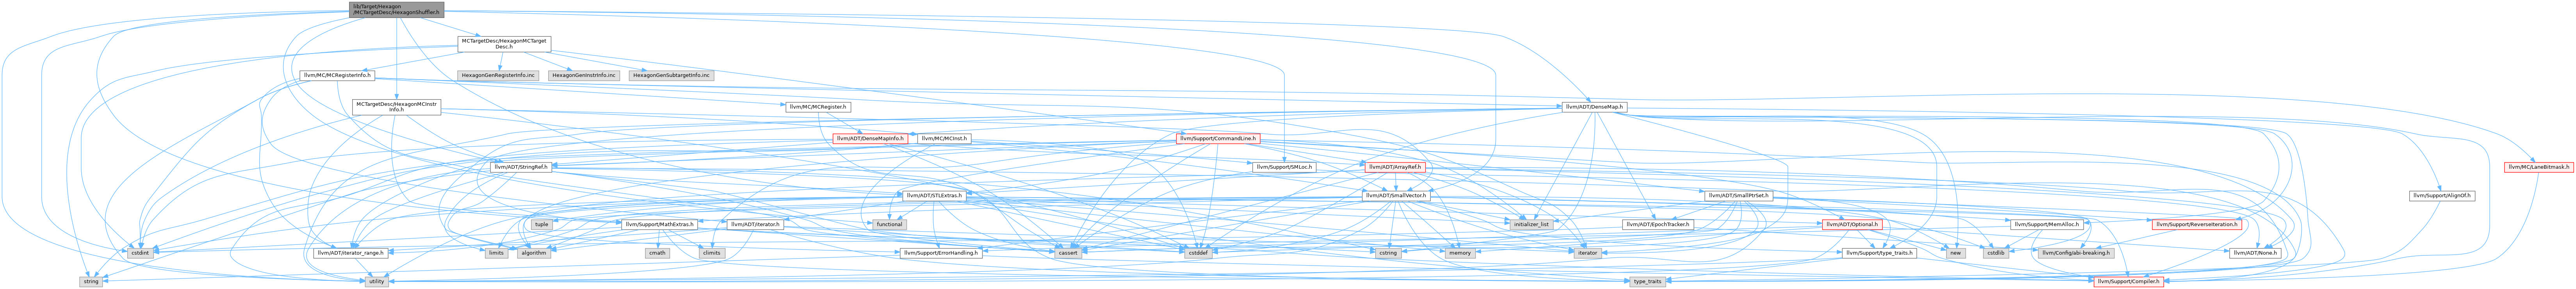 lib/Target/Hexagon
/MCTargetDesc/HexagonShuffler.h
MCTargetDesc/HexagonMCTarget
Desc.h
llvm/MC/MCRegisterInfo.h
HexagonGenRegisterInfo.inc
HexagonGenInstrInfo.inc
HexagonGenSubtargetInfo.inc
llvm/MC/LaneBitmask.h
MCTargetDesc/HexagonMCInstr
Info.h
llvm/MC/MCRegister.h
llvm/ADT/DenseMap.h
llvm/ADT/DenseMapInfo.h
llvm/MC/MCInst.h
llvm/Support/CommandLine.h
llvm/ADT/StringRef.h
llvm/Support/SMLoc.h
llvm/ADT/ArrayRef.h
llvm/ADT/STLExtras.h
llvm/ADT/SmallVector.h
llvm/ADT/SmallPtrSet.h
llvm/Support/AlignOf.h
tuple
llvm/Support/MathExtras.h
llvm/ADT/iterator.h
functional
initializer_list
llvm/ADT/EpochTracker.h
llvm/ADT/Optional.h
llvm/Support/MemAlloc.h
llvm/Support/ReverseIteration.h
cstdint
llvm/ADT/iterator_range.h
limits
algorithm
cmath
climits
llvm/Support/ErrorHandling.h
cassert
cstddef
cstring
memory
iterator
llvm/Support/type_traits.h
new
cstdlib
llvm/Config/abi-breaking.h
llvm/ADT/None.h
string
utility
type_traits
llvm/Support/Compiler.h